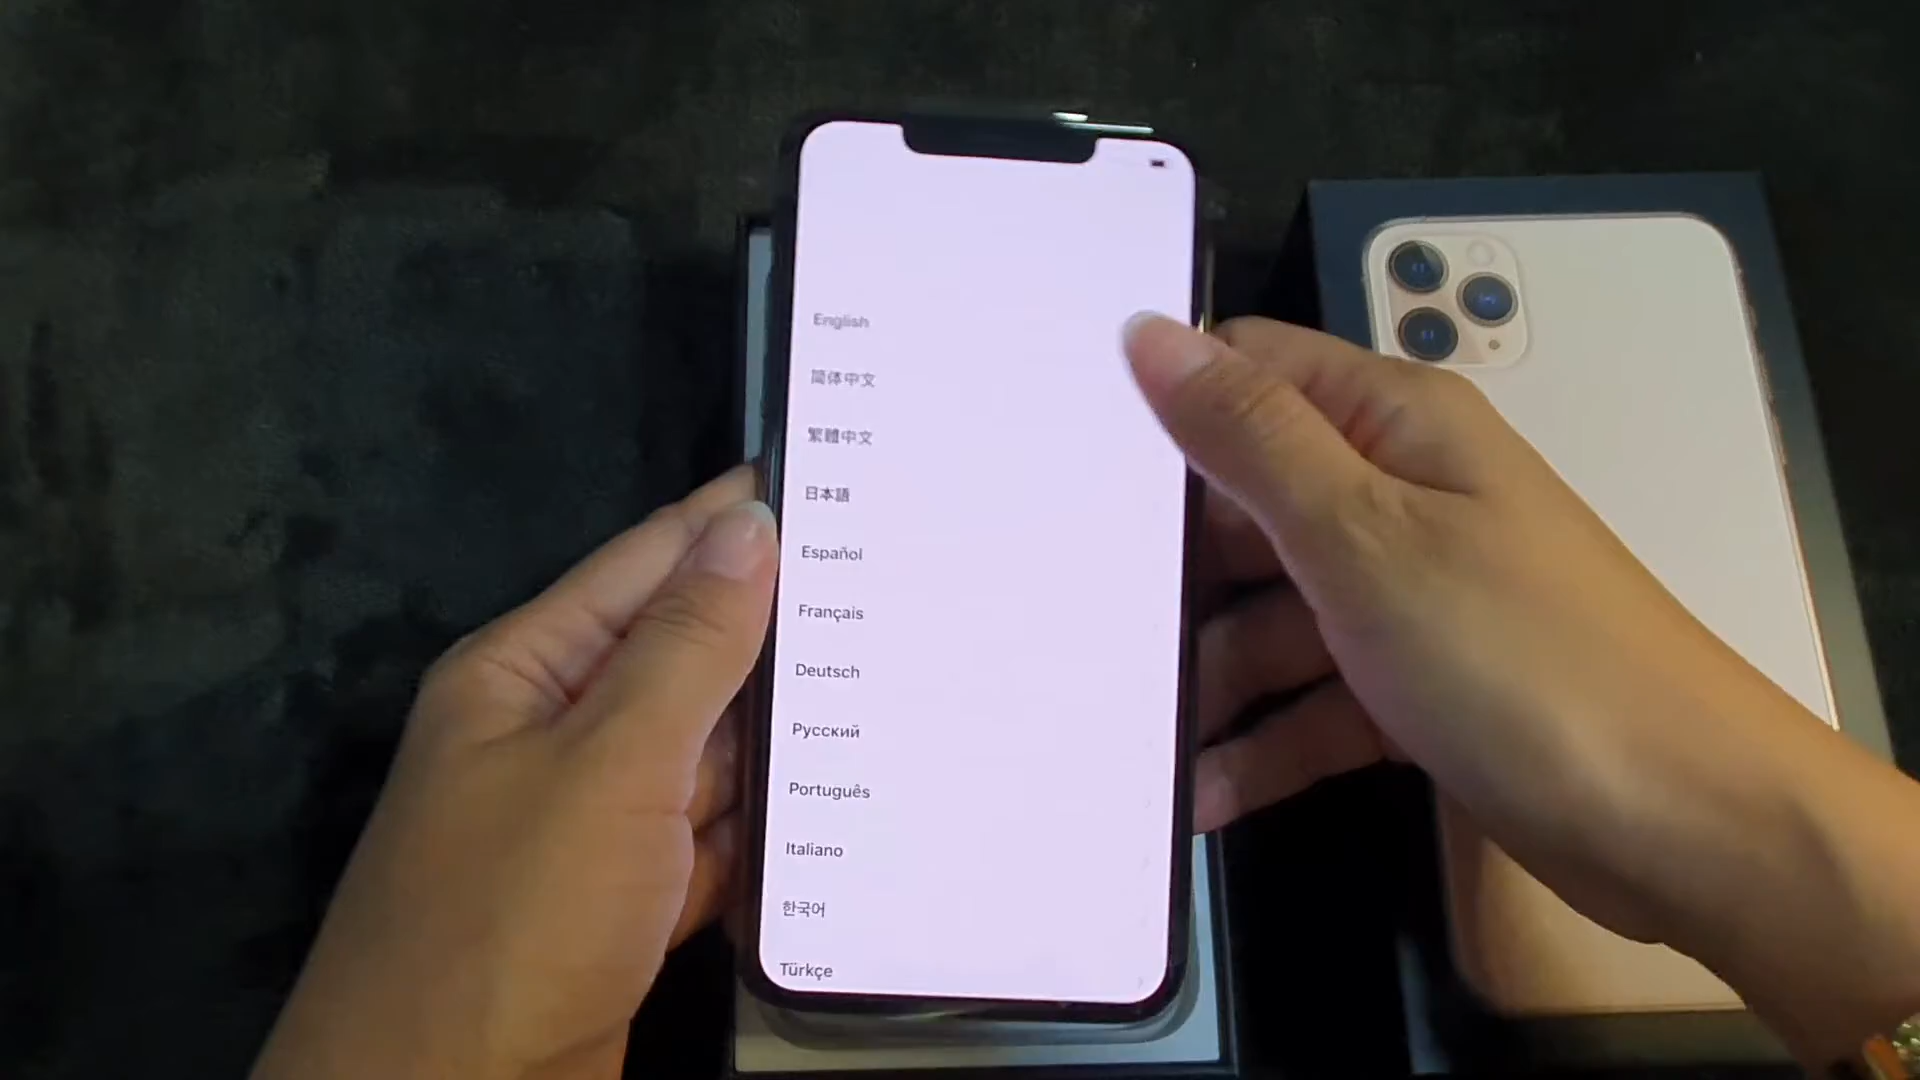 English
简体中文
繁體中文
日本語
Español
Français
Deutsch
Русский
Português
Italiano
한국어
Türkçe